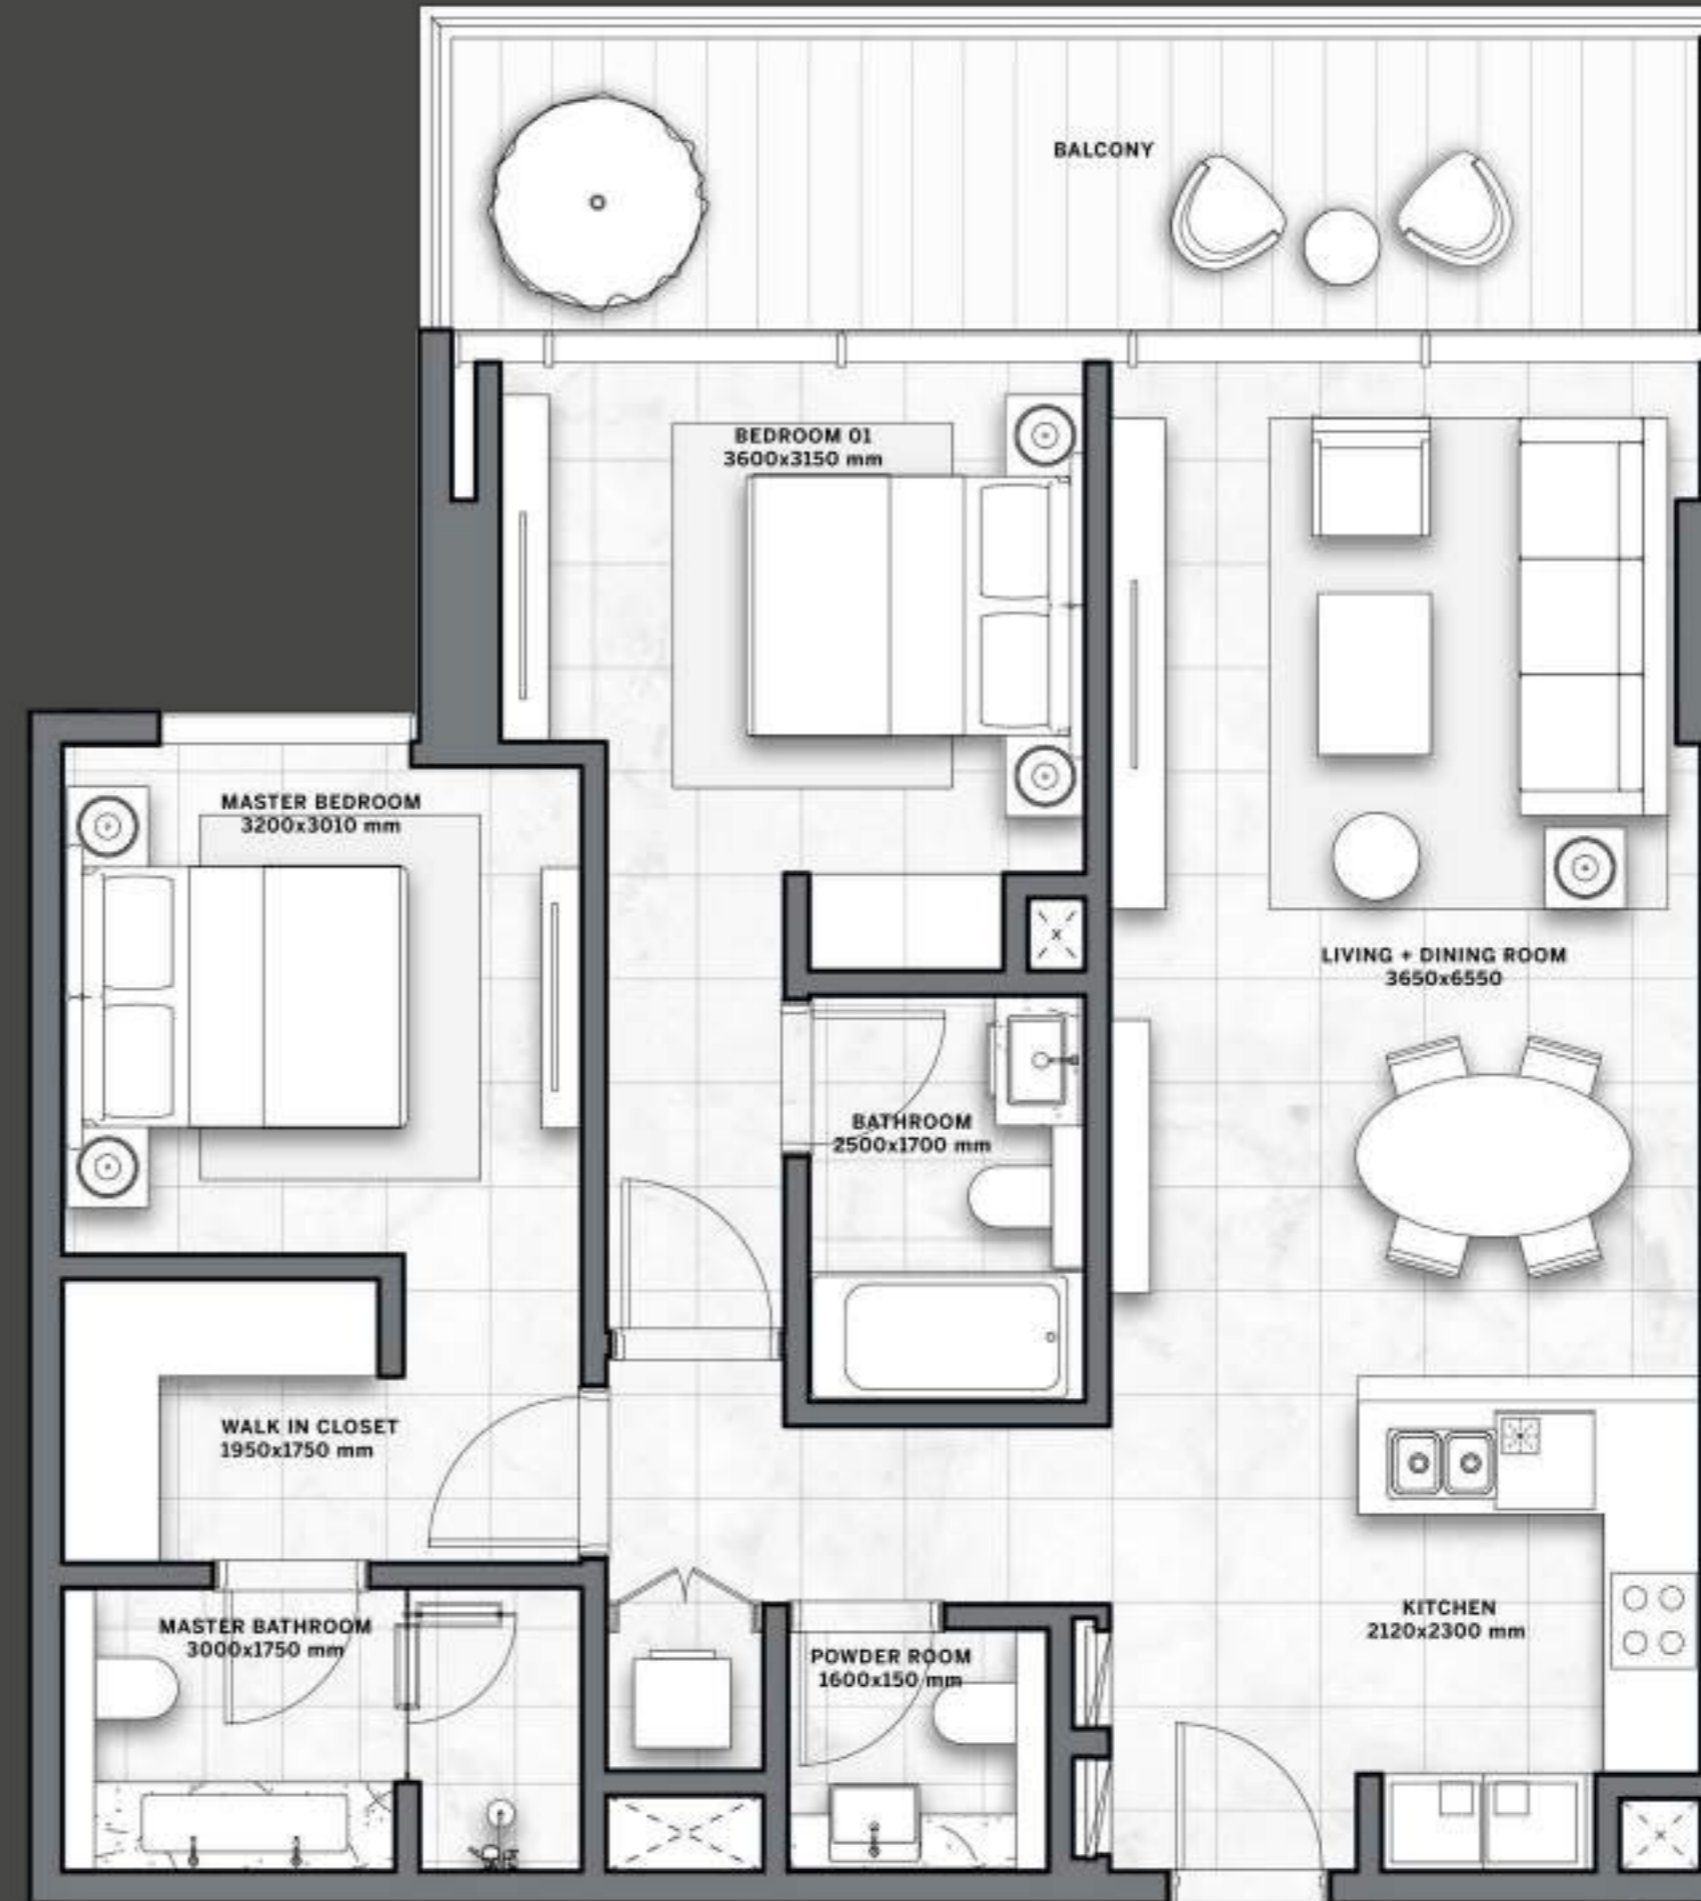 BALCONY
BEDROOM 01
3600x3150 mm
MASTER BEDROOM
3200x3010 mm
LIVING + DINING ROOM
3650x6550
BATHROOM
2500x1700 mm
WALK IN CLOSET
1950x1750 mm
KITCHEN
2120x2300 mm
MASTER BATHROOM
3000x1750 mm
POWDER ROOM
1600x150 mm